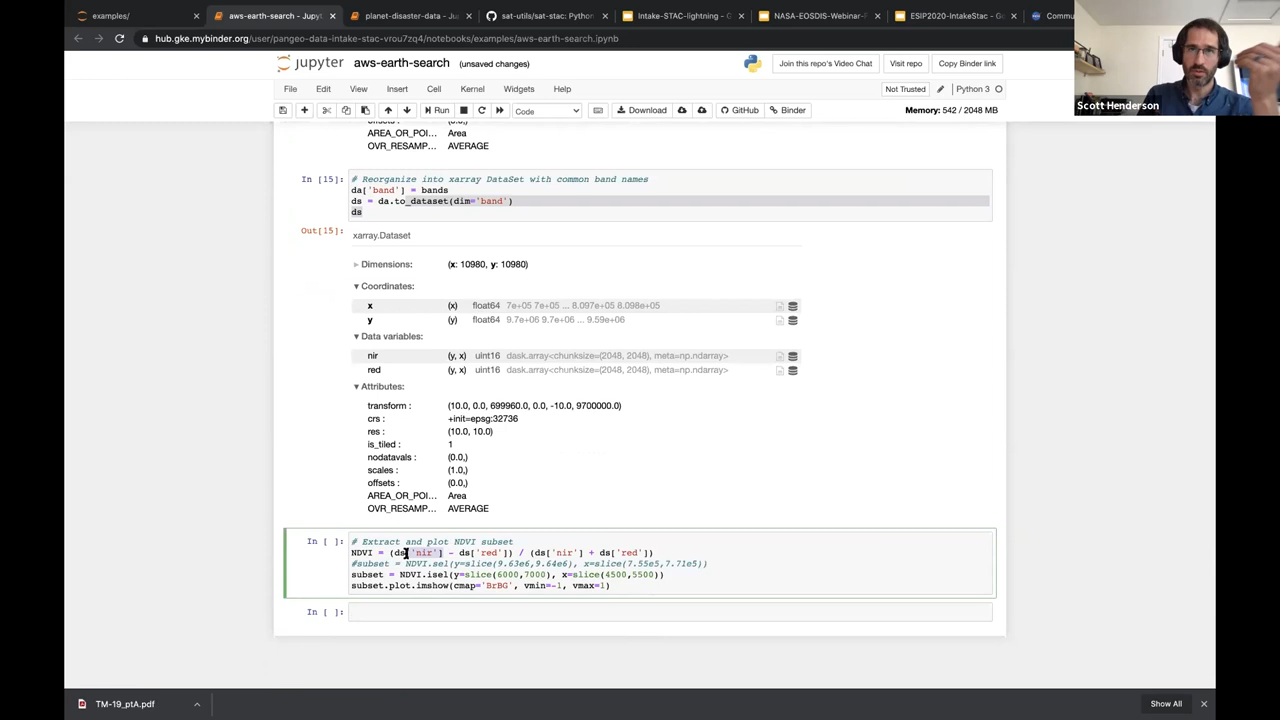 examples/
aws-earth-search - Jupyt
planet-disaster-data - Jup
sat-utils/sat-stac: Python
Intake-STAC-lightning - G
NASA-EOSDIS-Webinar-F
ESIP2020-IntakeStac - Go
Commu
hub.gke.mybinder.org/user/pangeo-data-intake-stac-vrou7zq4/notebooks/examples/aws-earth-search.ipynb
jupyter aws-earth-search (unsaved changes)
Join this repo's Video Chat
Visit repo
Copy Binder link
File Edit View Insert Cell Kernel Widgets Help
Not Trusted
Python 3
Run
Code
Download
GitHub
Binder
Memory: 542 / 2048 MB
Scott Henderson
AREA_OR_POI... Area
OVR_RESAMP... AVERAGE
In [15]: # Reorganize into xarray DataSet with common band names
da['band'] = bands
ds = da.to_dataset(dim='band')
ds
Out[15]: xarray.Dataset
► Dimensions: (x: 10980, y: 10980)
▼ Coordinates:
x (x) float64 7e+05 7e+05 ... 8.097e+05 8.098e+05
y (y) float64 9.7e+06 9.7e+06 ... 9.59e+06
▼ Data variables:
nir (y, x) uint16 dask.array<chunksize=(2048, 2048), meta=np.ndarray>
red (y, x) uint16 dask.array<chunksize=(2048, 2048), meta=np.ndarray>
▼ Attributes:
transform : (10.0, 0.0, 699960.0, 0.0, -10.0, 9700000.0)
crs : +init=epsg:32736
res : (10.0, 10.0)
is_tiled : 1
nodatavals : (0.0,)
scales : (1.0,)
offsets : (0.0,)
AREA_OR_POI... Area
OVR_RESAMP... AVERAGE
In [ ]: # Extract and plot NDVI subset
NDVI = (ds['nir'] - ds['red']) / (ds['nir'] + ds['red'])
#subset = NDVI.sel(y=slice(9.63e6,9.64e6), x=slice(7.55e5,7.71e5))
subset = NDVI.isel(y=slice(6000,7000), x=slice(4500,5500))
subset.plot.imshow(cmap='BrBG', vmin=-1, vmax=1)
In [ ]:
TM-19_ptA.pdf
Show All